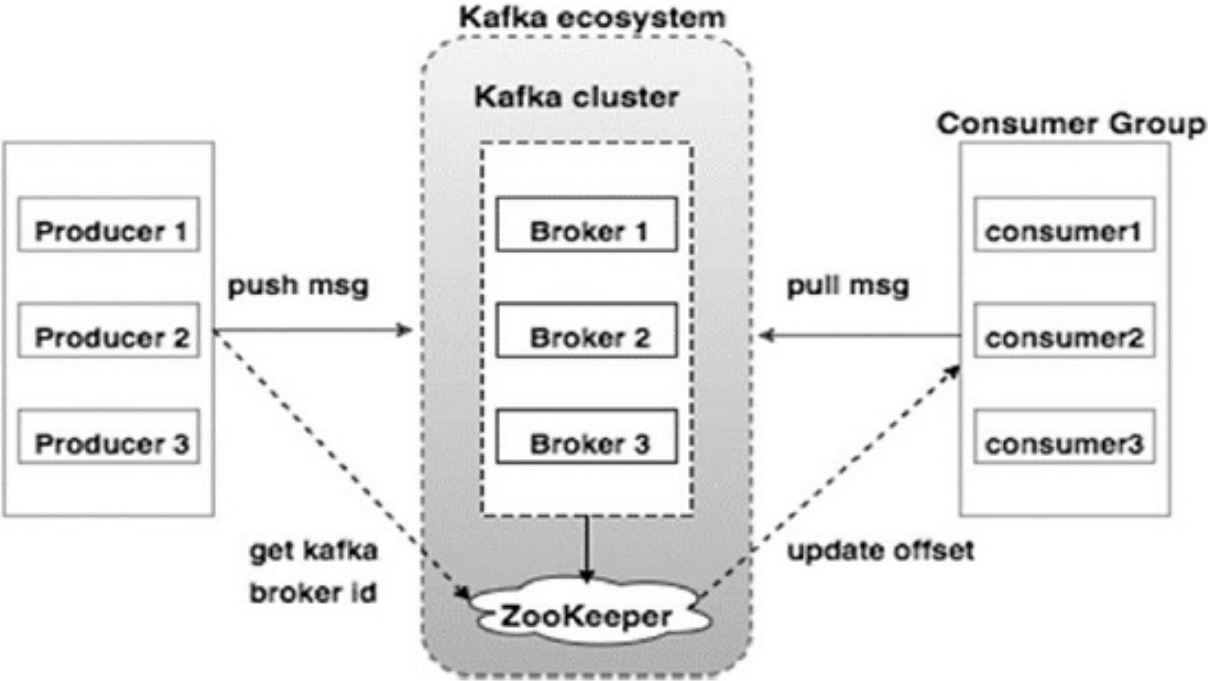 Kafka ecosystem
Kafka cluster
Consumer Group
Producer 1
Producer 2
Producer 3
push msg
Broker 1
Broker 2
Broker 3
pull msg
consumer1
consumer2
consumer3
get kafka
broker id
update offset
ZooKeeper